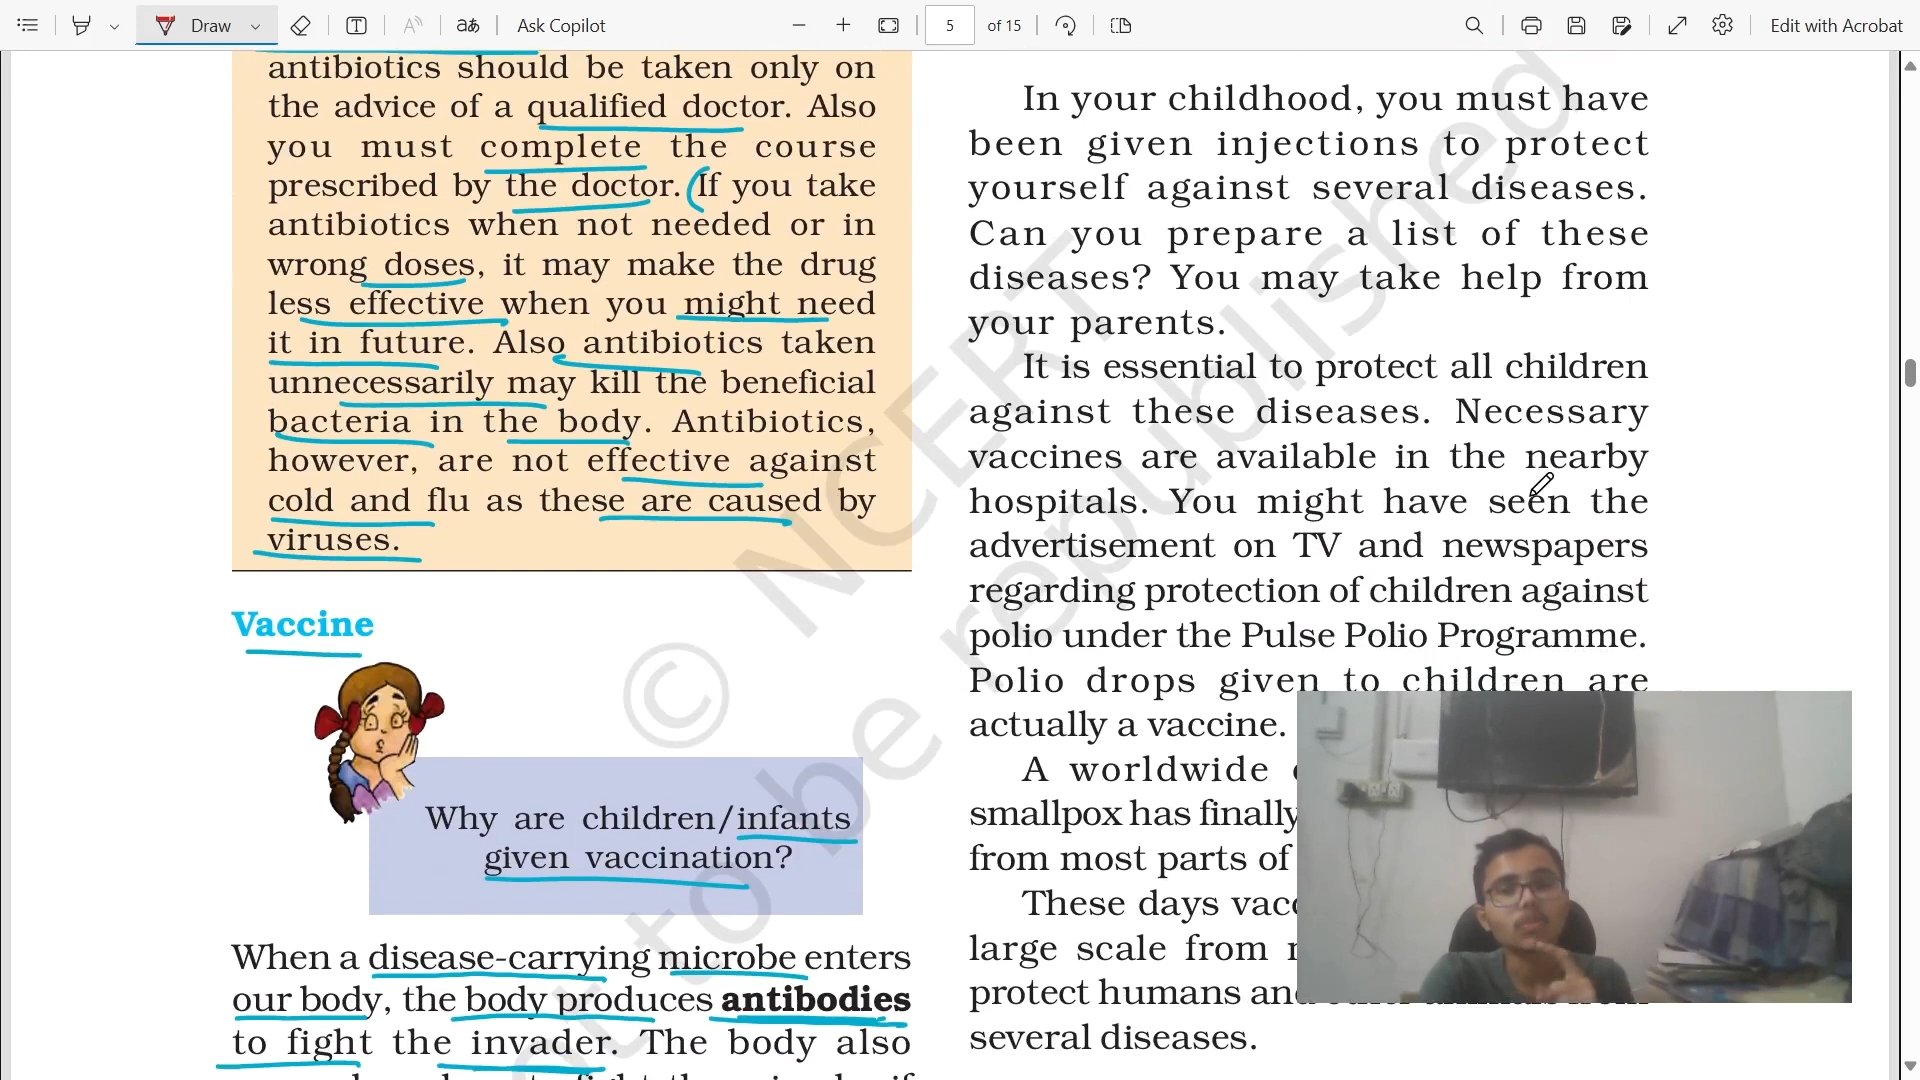 Draw
Ask Copilot
5
of 15
Edit with Acrobat
antibiotics should be taken only on
the advice of a qualified doctor. Also
you must complete the course
prescribed by the doctor. If you take
antibiotics when not needed or in
wrong doses, it may make the drug
less effective when you might need
it in future. Also antibiotics taken
unnecessarily may kill the beneficial
bacteria in the body. Antibiotics,
however, are not effective against
cold and flu as these are caused by
viruses.
Vaccine
Why are children/infants
given vaccination?
When a disease-carrying microbe enters
our body, the body produces antibodies
to fight the invader. The body also
In your childhood, you must have
been given injections to protect
yourself against several diseases.
Can you prepare a list of these
diseases? You may take help from
your parents.
It is essential to protect all children
against these diseases. Necessary
vaccines are available in the nearby
hospitals. You might have seen the
advertisement on TV and newspapers
regarding protection of children against
polio under the Pulse Polio Programme.
Polio drops given to children are
actually a vaccine.
A worldwide
smallpox has finally
from most parts of
These days
large scale from
protect humans
several diseases.
© NCERT
not to be republished